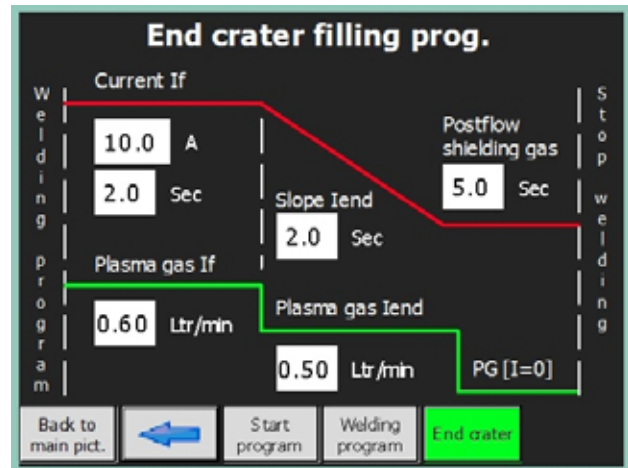 End crater filling prog.
Welding program
Current If
10.0 A
2.0 Sec
Slope Iend
2.0 Sec
Postflow
shielding gas
5.0 Sec
Stop welding
Plasma gas If
0.60 Ltr/min
Plasma gas Iend
0.50 Ltr/min
PG [I=0]
Back to
main pict.
Start
program
Welding
program
End crater